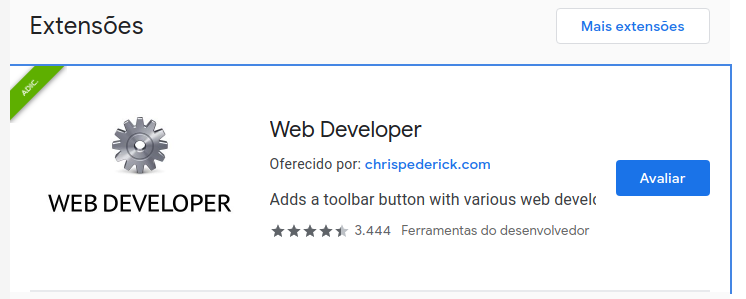 Extensões
Mais extensões
ADIC.
WEB DEVELOPER
Web Developer
Oferecido por: chrispederick.com
Adds a toolbar button with various web develo
Avaliar
3.444 Ferramentas do desenvolvedor